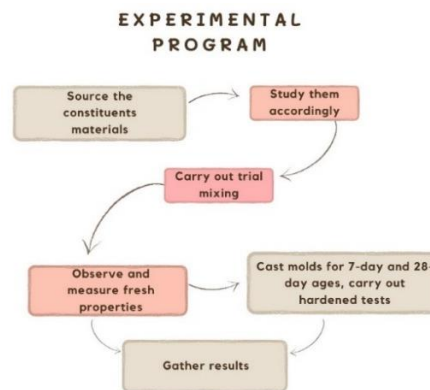 EXPERIMENTAL
PROGRAM
Source the
constituents
materials
Study them
accordingly
Carry out trial
mixing
Observe and
measure fresh
properties
Cast molds for 7-day and 28-
day ages, carry out
hardened tests
Gather results